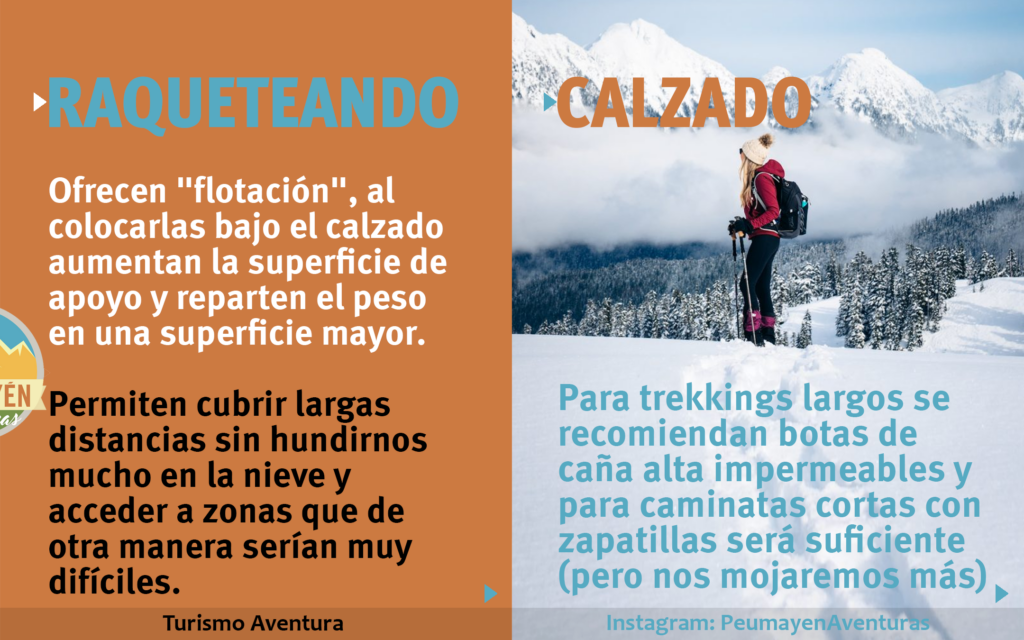 RAQUETEANDO
Ofrecen "flotación", al
colocarlas bajo el calzado
aumentan la superficie de
apoyo y reparten el peso
en una superficie mayor.
YÉN
Permiten cubrir largas
distancias sin hundirnos
mucho en la nieve y
acceder a zonas que de
otra manera serían muy
difíciles.
Turismo Aventura
CALZADO
Para trekkings largos se
recomiendan botas de
caña alta impermeables y
para caminatas cortas con
zapatillas será suficiente
(pero nos mojaremos más)
Instagram: PeumayenAventuras